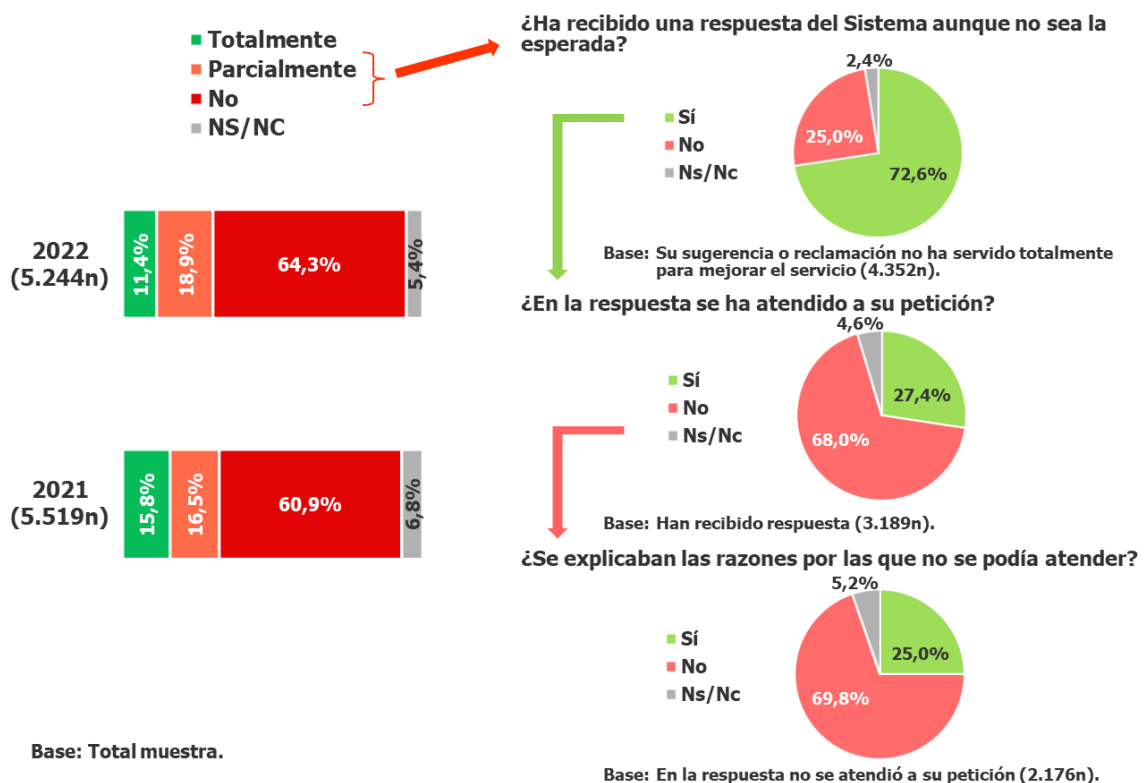 Totalmente
Parcialmente
No
NS/NC
2022
(5.244n)
11,4%
18,9%
64,3%
5,4%
2021
(5.519n)
15,8%
16,5%
60,9%
6,8%
Base: Total muestra.
¿Ha recibido una respuesta del Sistema aunque no sea la
esperada?
Sí
No
Ns/Nc
2,4%
25,0%
72,6%
Base: Su sugerencia o reclamación no ha servido totalmente
para mejorar el servicio (4.352n).
¿En la respuesta se ha atendido a su petición?
Sí
No
Ns/Nc
4,6%
27,4%
68,0%
Base: Han recibido respuesta (3.189n).
¿Se explicaban las razones por las que no se podía atender?
Sí
No
Ns/Nc
5,2%
25,0%
69,8%
Base: En la respuesta no se atendió a su petición (2.176n).